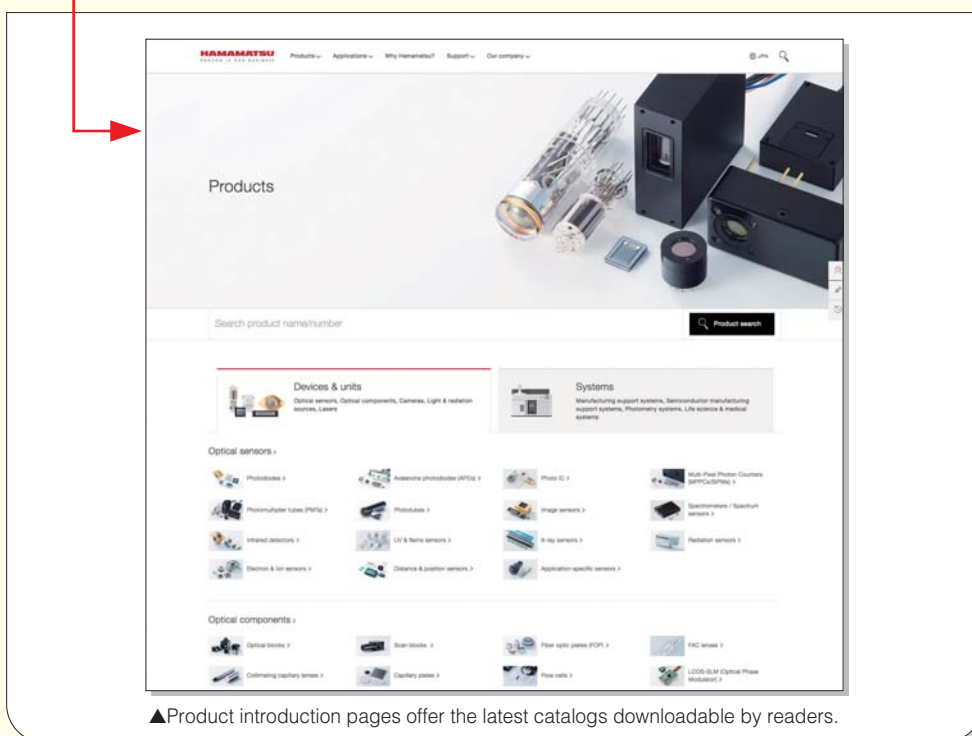 HAMAMATSU
PHOTON IS OUR BUSINESS
Products Applications Why Hamamatsu? Support Our company JPN
Products
Search product name/number
Product search
Devices & units
Optical sensors, Optical components, Cameras, Light & radiation
sources, Lasers
Systems
Manufacturing support systems, Semiconductor manufacturing
support systems, Photometry systems, Life science & medical
systems
Optical sensors ›
Photodiodes ›
Avalanche photodiodes (APDs) ›
Photo IC ›
Multi-Pixel Photon Counters
(MPPCs/SiPMs) ›
Photomultiplier tubes (PMTs) ›
Phototubes ›
Image sensors ›
Spectrometers / Spectrum
sensors ›
Infrared detectors ›
UV & flame sensors ›
X-ray sensors ›
Radiation sensors ›
Electron & ion sensors ›
Distance & position sensors ›
Application-specific sensors ›
Optical components ›
Optical blocks ›
Scan blocks ›
Fiber optic plates (FOP) ›
FAC lenses ›
Collimating capillary lenses ›
Capillary plates ›
Flow cells ›
LCOS-SLM (Optical Phase
Modulator) ›
▲Product introduction pages offer the latest catalogs downloadable by readers.